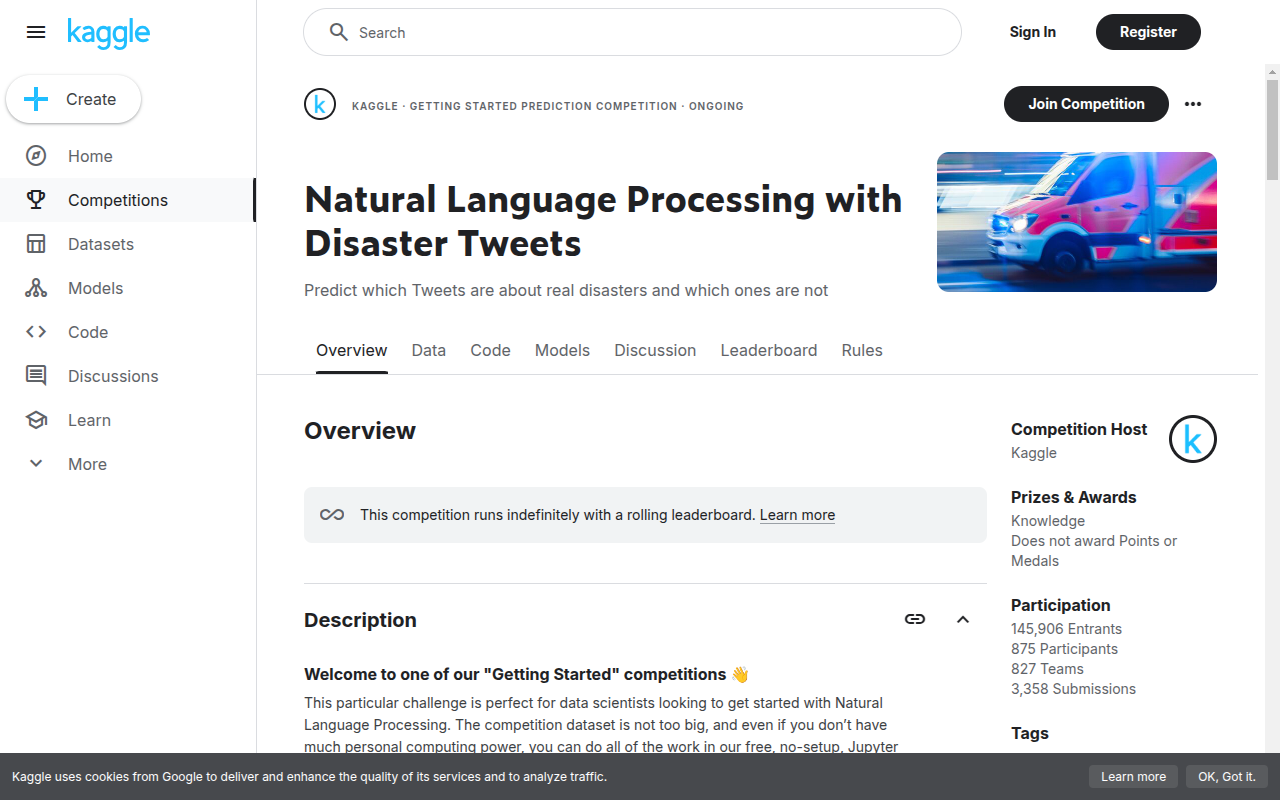 kaggle
Search
Sign In
Register
Create
Home
Competitions
Datasets
Models
Code
Discussions
Learn
More
KAGGLE · GETTING STARTED PREDICTION COMPETITION · ONGOING
Join Competition
Natural Language Processing with
Disaster Tweets
Predict which Tweets are about real disasters and which ones are not
Overview
Data
Code
Models
Discussion
Leaderboard
Rules
Overview
This competition runs indefinitely with a rolling leaderboard. Learn more
Description
Welcome to one of our "Getting Started" competitions 👋
This particular challenge is perfect for data scientists looking to get started with Natural
Language Processing. The competition dataset is not too big, and even if you don’t have
much personal computing power, you can do all of the work in our free, no-setup, Jupyter
Competition Host
Kaggle
Prizes & Awards
Knowledge
Does not award Points or
Medals
Participation
145,906 Entrants
875 Participants
827 Teams
3,358 Submissions
Tags
Kaggle uses cookies from Google to deliver and enhance the quality of its services and to analyze traffic.
Learn more
OK, Got it.